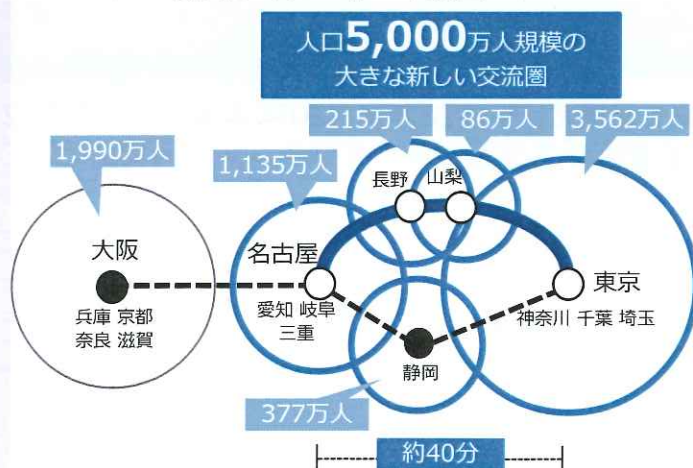 人口5,000万人規模の
大きな新しい交流圏
215万人
86万人
3,562万人
1,990万人
1,135万人
長野
山梨
大阪
名古屋
東京
兵庫 京都
奈良 滋賀
愛知 岐阜
三重
神奈川 千葉 埼玉
静岡
377万人
約40分